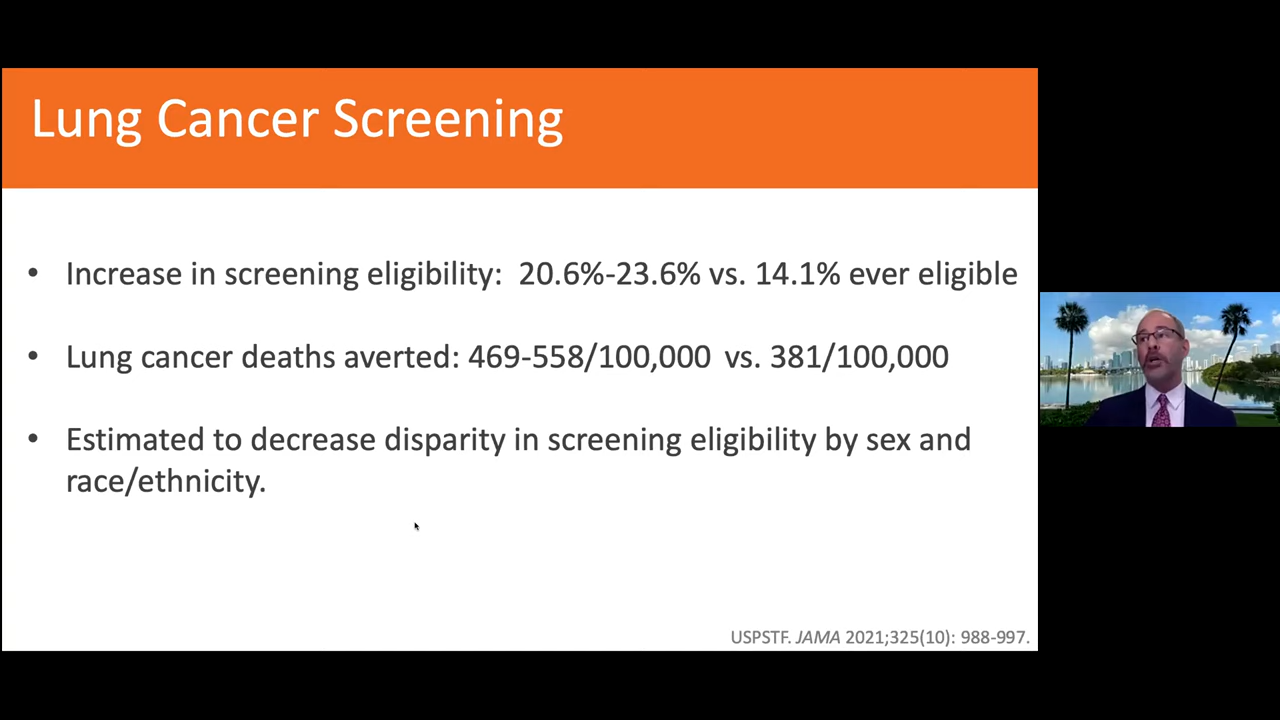 Lung Cancer Screening
• Increase in screening eligibility: 20.6%-23.6% vs. 14.1% ever eligible
• Lung cancer deaths averted: 469-558/100,000 vs. 381/100,000
• Estimated to decrease disparity in screening eligibility by sex and
race/ethnicity.
USPSTF. JAMA 2021;325(10): 988-997.